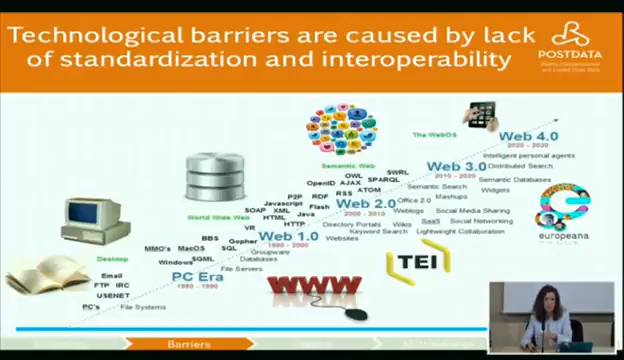 Technological barriers are caused by lack
of standardization and interoperability
POSTDATA
The WebOS
Web 4.0
2020 - 2030
Intelligent personal agents
Semantic Web
SWRL
Web 3.0
2010 - 2020
Distributed Search
OWL
OpenID AJAX SPARQL
Semantic Databases
Semantic Search
Widgets
P2P RDF RSS ATOM
Mashups
Javascript Flash
Web 2.0
2000 - 2010
Office 2.0
World Wide Web
SOAP XML Java
Weblogs Social Media Sharing
HTML
HTTP
Directory Portals Wikis SaaS Social Networking
VR
Keyword Search Lightweight Collaboration
BBS Gopher
Web 1.0
1990 - 2000
Websites
europeana
MMO's MacOS SQL
Groupware
Desktop
SGML
Databases
TEI
Windows
File Servers
Email
PC Era
1980 - 1990
FTP IRC
WWW
USENET
PC's File Systems
Barriers